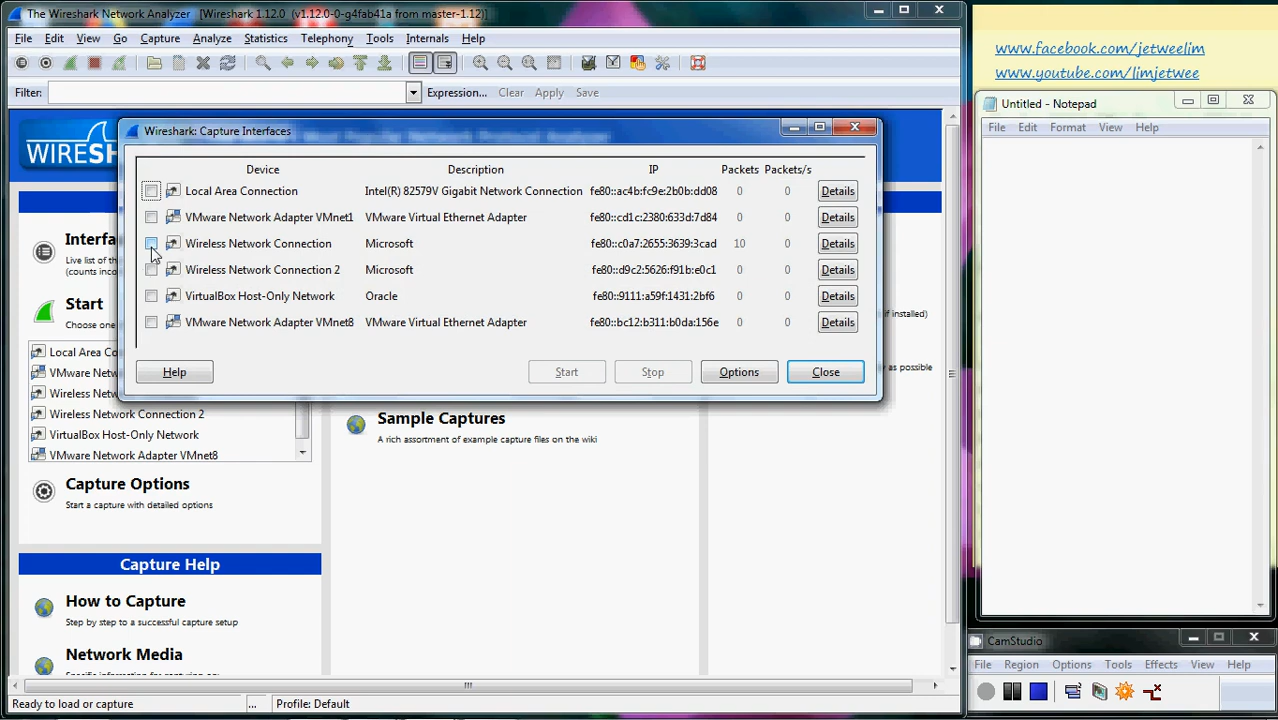 The Wireshark Network Analyzer [Wireshark 1.12.0 (v1.12.0-0-g4fab41a from master-1.12)]
File Edit View Go Capture Analyze Statistics Telephony Tools Internals Help
Filter: Expression... Clear Apply Save
WIRESH
Wireshark: Capture Interfaces
Device Description IP Packets Packets/s
Local Area Connection Intel(R) 82579V Gigabit Network Connection fe80::ac4b:fc9e:2b0b:dd08 0 0 Details
VMware Network Adapter VMnet1 VMware Virtual Ethernet Adapter fe80::cd1c:2380:633d:7d84 0 0 Details
Wireless Network Connection Microsoft fe80::c0a7:2655:3639:3cad 10 0 Details
Wireless Network Connection 2 Microsoft fe80::d9c2:5626:f91b:e0c1 0 0 Details
VirtualBox Host-Only Network Oracle fe80::9111:a59f:1431:2bf6 0 0 Details
VMware Network Adapter VMnet8 VMware Virtual Ethernet Adapter fe80::bc12:b311:b0da:156e 0 0 Details
Help Start Stop Options Close
Interfa
Live list of the
(counts inco
Start
Choose one
Local Area Co
VMware Netw
Wireless Netw
Wireless Network Connection 2
VirtualBox Host-Only Network
VMware Network Adapter VMnet8
Capture Options
Start a capture with detailed options
Capture Help
How to Capture
Step by step to a successful capture setup
Network Media
Sample Captures
A rich assortment of example capture files on the wiki
if installed)
y as possible
Ready to load or capture ... Profile: Default
www.facebook.com/jetweelim
www.youtube.com/limjetwee
Untitled - Notepad
File Edit Format View Help
CamStudio
File Region Options Tools Effects View Help